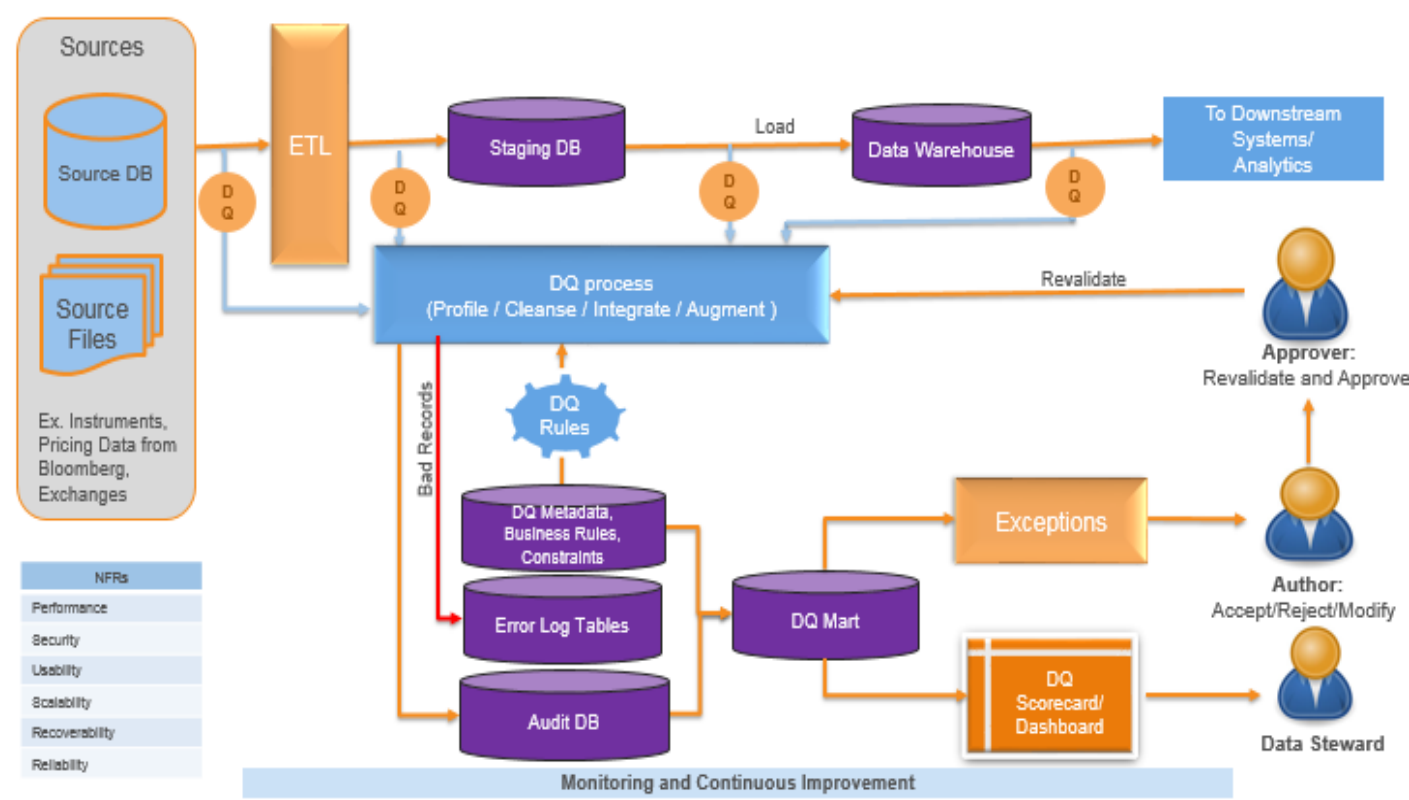 Sources
Source DB
Source
Files
Ex. Instruments,
Pricing Data from
Bloomberg,
Exchanges
D
Q
ETL
D
Q
Staging DB
Load
D
Q
Data Warehouse
D
Q
To Downstream
Systems/
Analytics
DQ process
(Profile / Cleanse / Integrate / Augment )
Revalidate
Approver:
Revalidate and Approve
Bad Records
DQ
Rules
DQ Metadata,
Business Rules,
Constraints
Error Log Tables
Audit DB
DQ Mart
Exceptions
Author:
Accept/Reject/Modify
DQ
Scorecard/
Dashboard
Data Steward
NFRs
Performance
Security
Usability
Scalability
Recoverability
Reliability
Monitoring and Continuous Improvement